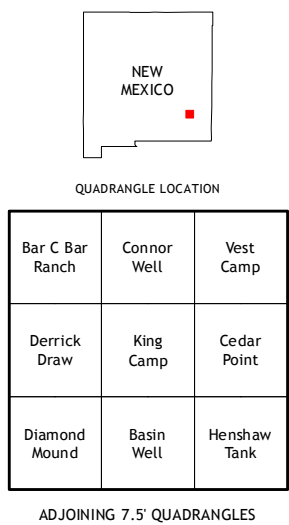 NEW
MEXICO
QUADRANGLE LOCATION
Bar C Bar
Ranch
Connor
Well
Vest
Camp
Derrick
Draw
King
Camp
Cedar
Point
Diamond
Mound
Basin
Well
Henshaw
Tank
ADJOINING 7.5' QUADRANGLES